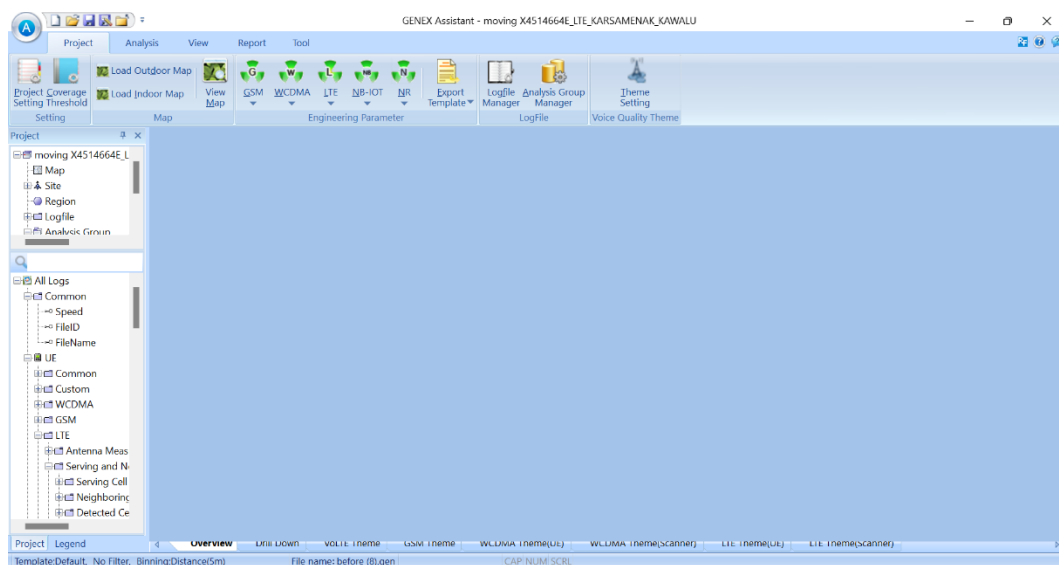 GENEX Assistant - moving X4514664E_LTE_KARSAMENAK_KAWALU
A
Project Analysis View Report Tool
Project Setting
Coverage Threshold
Setting
Load Outdoor Map
Load Indoor Map
View Map
Map
G
GSM
W
WCDMA
L
LTE
NB
NB-IOT
N
NR
Export Template
Engineering Parameter
Logfile Manager
Analysis Group Manager
LogFile
Theme Setting
Voice Quality Theme
Project
moving X4514664E_L
Map
Site
Region
Logfile
Analysis Group
All Logs
Common
Speed
FileID
FileName
UE
Common
Custom
WCDMA
GSM
LTE
Antenna Meas
Serving and N
Serving Cell
Neighboring
Detected Ce
Project Legend
Overview Drill Down VoLTE Theme GSM Theme WCDMA Theme(UE) WCDMA Theme(Scanner) LTE Theme(UE) LTE Theme(Scanner)
Template:Default, No Filter, Binning:Distance(5m) File name: before (8).gen CAP NUM SCRL